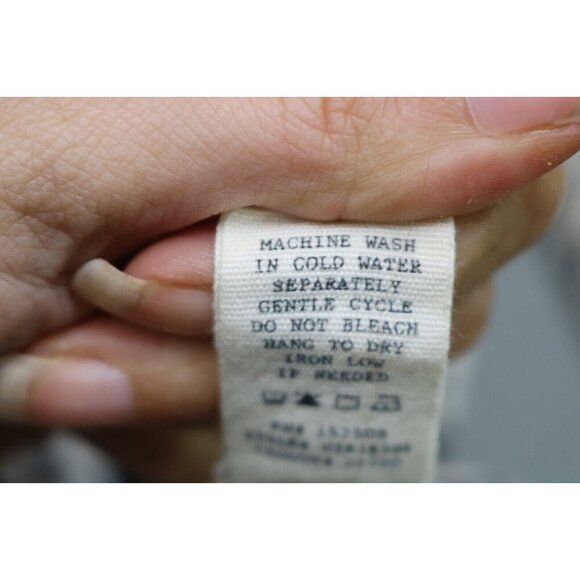 MACHINE WASH
IN COLD WATER
SEPARATELY
GENTLE CYCLE
DO NOT BLEACH
HANG TO DRY
IRON LOW
IF NEEDED